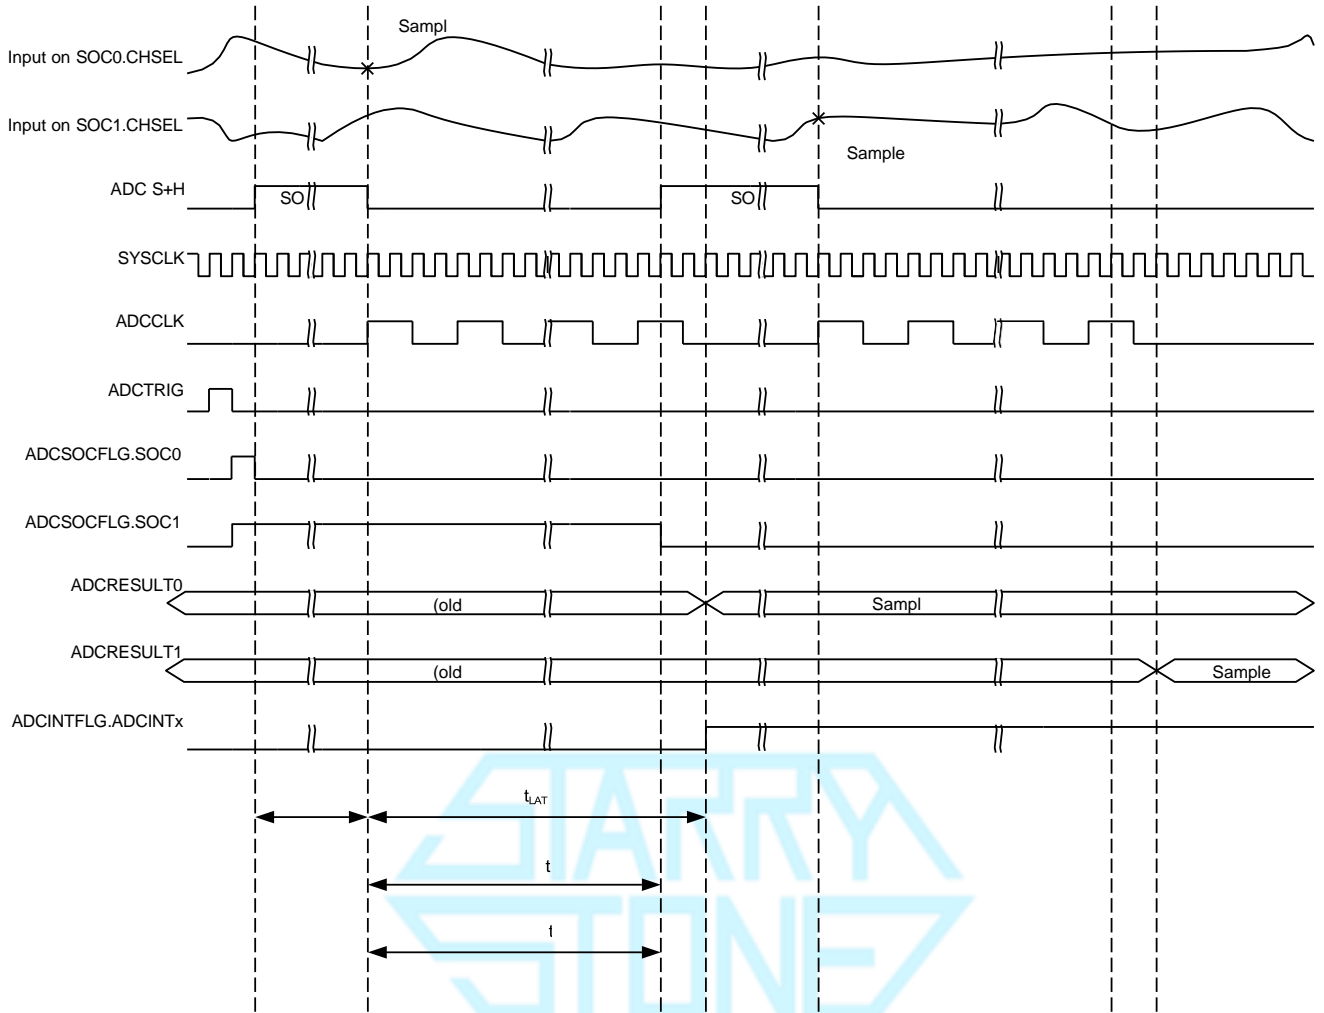 Sampl
Input on SOC0.CHSEL
Input on SOC1.CHSEL
Sample
ADC S+H
SO
SO
SYSCLK
ADCCLK
ADCTRIG
ADCSOCFLG.SOC0
ADCSOCFLG.SOC1
ADCRESULT0
(old
Sampl
ADCRESULT1
(old
Sample
ADCINTFLG.ADCINTx
tLAT
t
t
STARRY
STONE